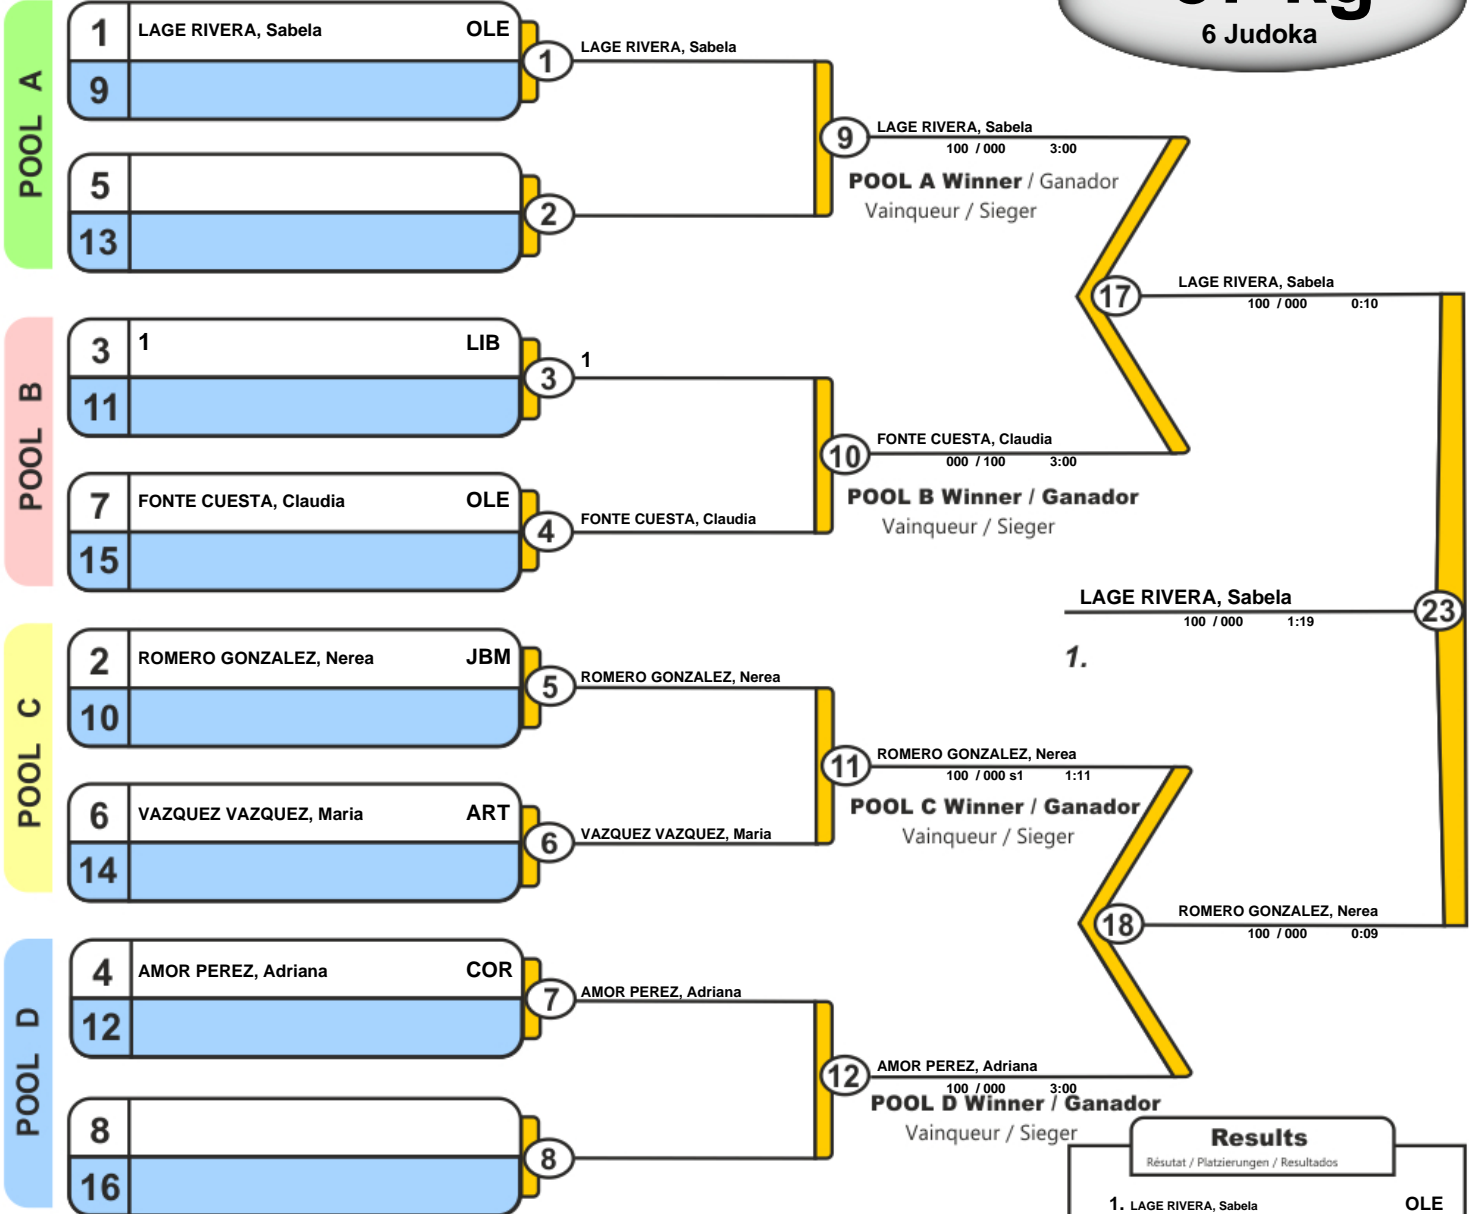 6 Judoka
POOL A
1 LAGE RIVERA, Sabela OLE
9
1 LAGE RIVERA, Sabela
5
13
2
9 LAGE RIVERA, Sabela
100 / 000 3:00
POOL A Winner / Ganador
Vainqueur / Sieger
POOL B
3 1 LIB
11
3 1
7 FONTE CUESTA, Claudia OLE
15
4 FONTE CUESTA, Claudia
10 FONTE CUESTA, Claudia
000 / 100 3:00
POOL B Winner / Ganador
Vainqueur / Sieger
17 LAGE RIVERA, Sabela
100 / 000 0:10
LAGE RIVERA, Sabela 23
100 / 000 1:19
1.
POOL C
2 ROMERO GONZALEZ, Nerea JBM
10
5 ROMERO GONZALEZ, Nerea
6 VAZQUEZ VAZQUEZ, Maria ART
14
6 VAZQUEZ VAZQUEZ, Maria
11 ROMERO GONZALEZ, Nerea
100 / 000 s1 1:11
POOL C Winner / Ganador
Vainqueur / Sieger
18 ROMERO GONZALEZ, Nerea
100 / 000 0:09
POOL D
4 AMOR PEREZ, Adriana COR
12
7 AMOR PEREZ, Adriana
8
16
8
12 AMOR PEREZ, Adriana
100 / 000 3:00
POOL D Winner / Ganador
Vainqueur / Sieger
Results
Résutat / Platzierungen / Resultados
1. LAGE RIVERA, Sabela OLE